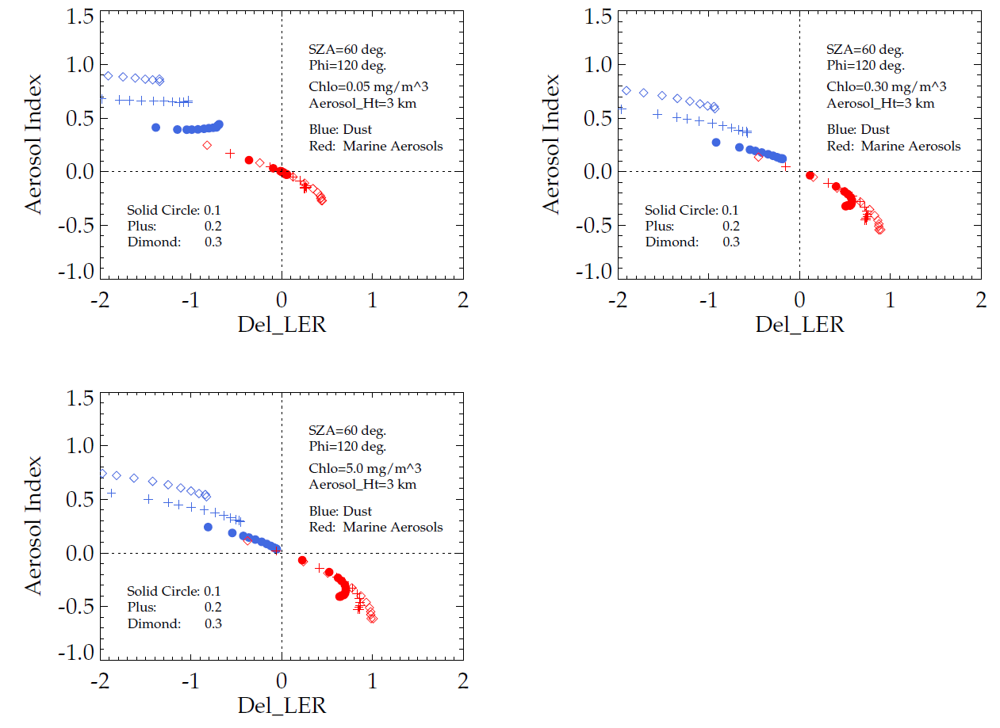 1.5
1.0
0.5
0.0
-0.5
-1.0
Aerosol Index
SZA=60 deg.
Phi=120 deg.
Chlo=0.05 mg/m^3
Aerosol_Ht=3 km
Blue: Dust
Red: Marine Aerosols
Solid Circle: 0.1
Plus: 0.2
Dimond: 0.3
-2 -1 0 1 2
Del_LER
1.5
1.0
0.5
0.0
-0.5
-1.0
Aerosol Index
SZA=60 deg.
Phi=120 deg.
Chlo=0.30 mg/m^3
Aerosol_Ht=3 km
Blue: Dust
Red: Marine Aerosols
Solid Circle: 0.1
Plus: 0.2
Dimond: 0.3
-2 -1 0 1 2
Del_LER
1.5
1.0
0.5
0.0
-0.5
-1.0
Aerosol Index
SZA=60 deg.
Phi=120 deg.
Chlo=5.0 mg/m^3
Aerosol_Ht=3 km
Blue: Dust
Red: Marine Aerosols
Solid Circle: 0.1
Plus: 0.2
Dimond: 0.3
-2 -1 0 1 2
Del_LER